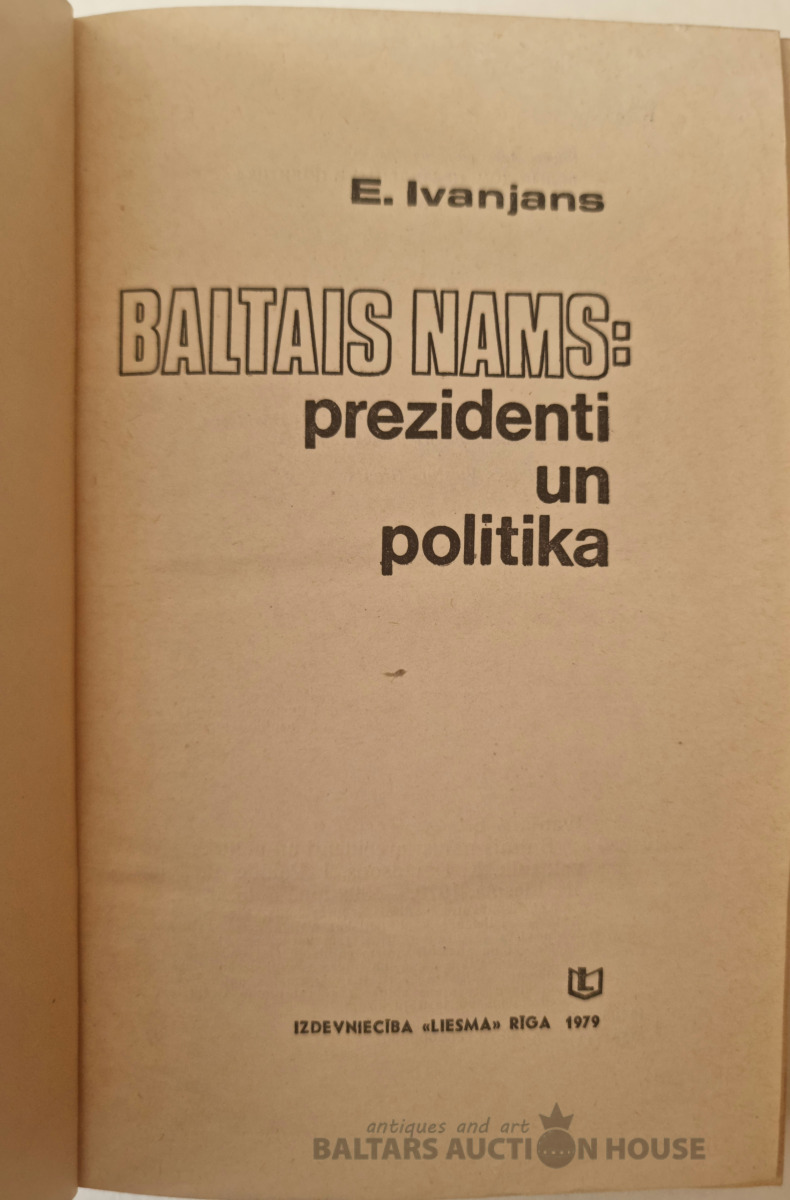 E. Ivanjans
BALTAIS NAMS:
prezidenti
un
politika
L
IZDEVNIECĪBA «LIESMA» RĪGA 1979
antiques and art
BALTARS AUCTION HOUSE